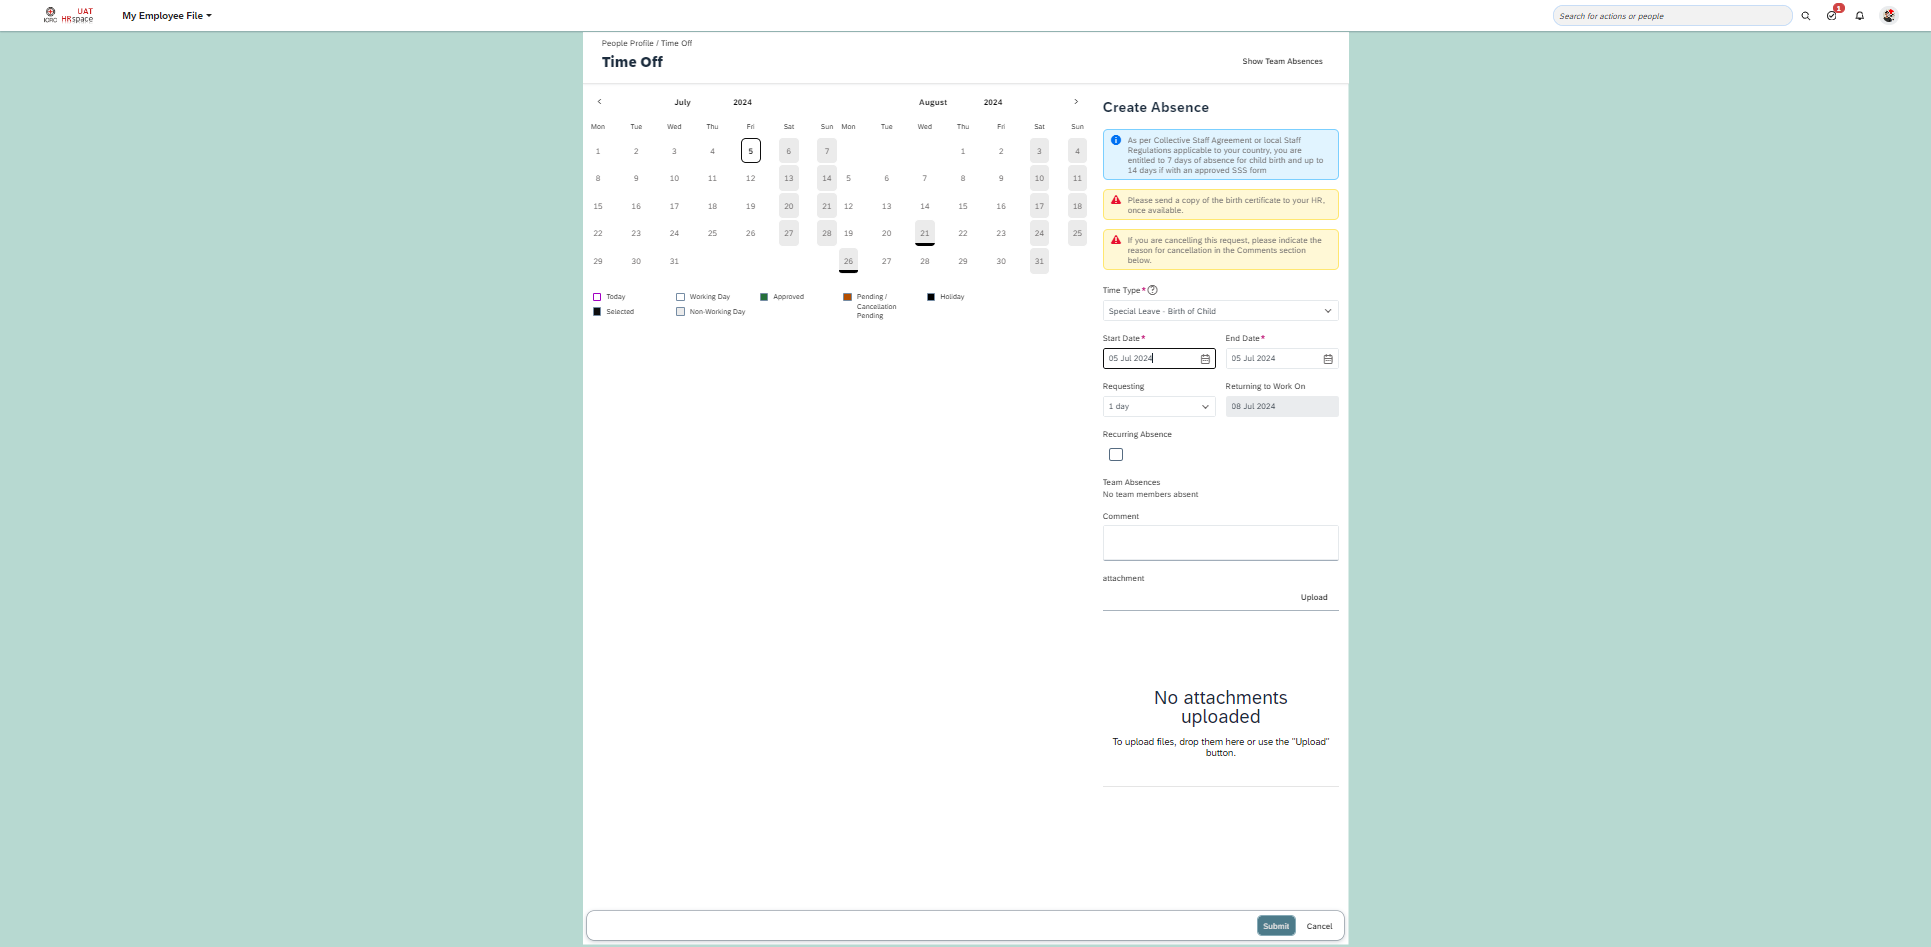 ICRC
UAT
HRspace
My Employee File
Search for actions or people
1
People Profile / Time Off
Time Off
Show Team Absences
July 2024
August 2024
Mon Tue Wed Thu Fri Sat Sun
1 2 3 4 5 6 7
8 9 10 11 12 13 14
15 16 17 18 19 20 21
22 23 24 25 26 27 28
29 30 31
Mon Tue Wed Thu Fri Sat Sun
1 2 3 4
5 6 7 8 9 10 11
12 13 14 15 16 17 18
19 20 21 22 23 24 25
26 27 28 29 30 31
Today
Working Day
Approved
Pending /
Cancellation
Pending
Holiday
Selected
Non-Working Day
Create Absence
As per Collective Staff Agreement or local Staff
Regulations applicable to your country, you are
entitled to 7 days of absence for child birth and up to
14 days if with an approved SSS form
Please send a copy of the birth certificate to your HR,
once available.
If you are cancelling this request, please indicate the
reason for cancellation in the Comments section
below.
Time Type*
Special Leave - Birth of Child
Start Date*
End Date*
05 Jul 2024
05 Jul 2024
Requesting
Returning to Work On
1 day
08 Jul 2024
Recurring Absence
Team Absences
No team members absent
Comment
attachment
Upload
No attachments
uploaded
To upload files, drop them here or use the "Upload"
button.
Submit
Cancel